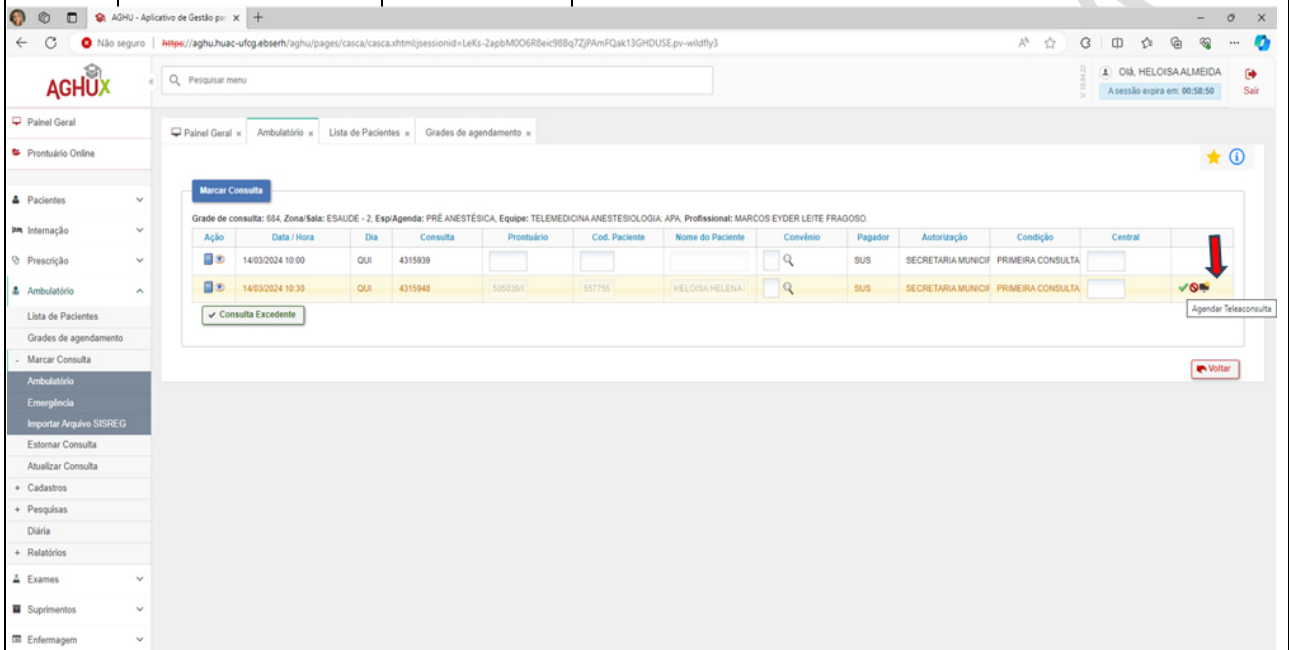 AGHU - Aplicativo de Gestão par
Não seguro
https://aghu.huac-ufcg.ebserh/aghu/pages/casca/casca.xhtml;jsessionid=LeKs-2apbM0O6R8eic98Bq7ZjPAmFQak13GHDUSE.pv-wildfly3
AGHUX
Pesquisar menu
Olá, HELOISA ALMEIDA
A sessão expira em: 00:58:50
Sair
Painel Geral
Prontuário Online
Pacientes
Internação
Prescrição
Ambulatório
Lista de Pacientes
Grades de agendamento
- Marcar Consulta
Ambulatório
Emergência
Importar Arquivo SISREG
Estornar Consulta
Atualizar Consulta
+ Cadastros
+ Pesquisas
Diária
+ Relatórios
Exames
Suprimentos
Enfermagem
Painel Geral x Ambulatório x Lista de Pacientes x Grades de agendamento x
Marcar Consulta
Grade de consulta: 684, Zona/Sala: ESAUDE - 2, Esp/Agenda: PRÉ ANESTÉSICA, Equipe: TELEMEDICINA ANESTESIOLOGIA: APA, Profissional: MARCOS EYDER LEITE FRAGOSO.
Ação Data / Hora Dia Consulta Prontuário Cod. Paciente Nome do Paciente Convênio Pagador Autorização Condição Central
14/03/2024 10:00 QUI 4315939 SUS SECRETARIA MUNICIF PRIMEIRA CONSULTA
14/03/2024 10:30 QUI 4315948 505039/1 557755 HELOISA HELENA SUS SECRETARIA MUNICIF PRIMEIRA CONSULTA
Agendar Teleaconsulta
Consulta Excedente
Voltar